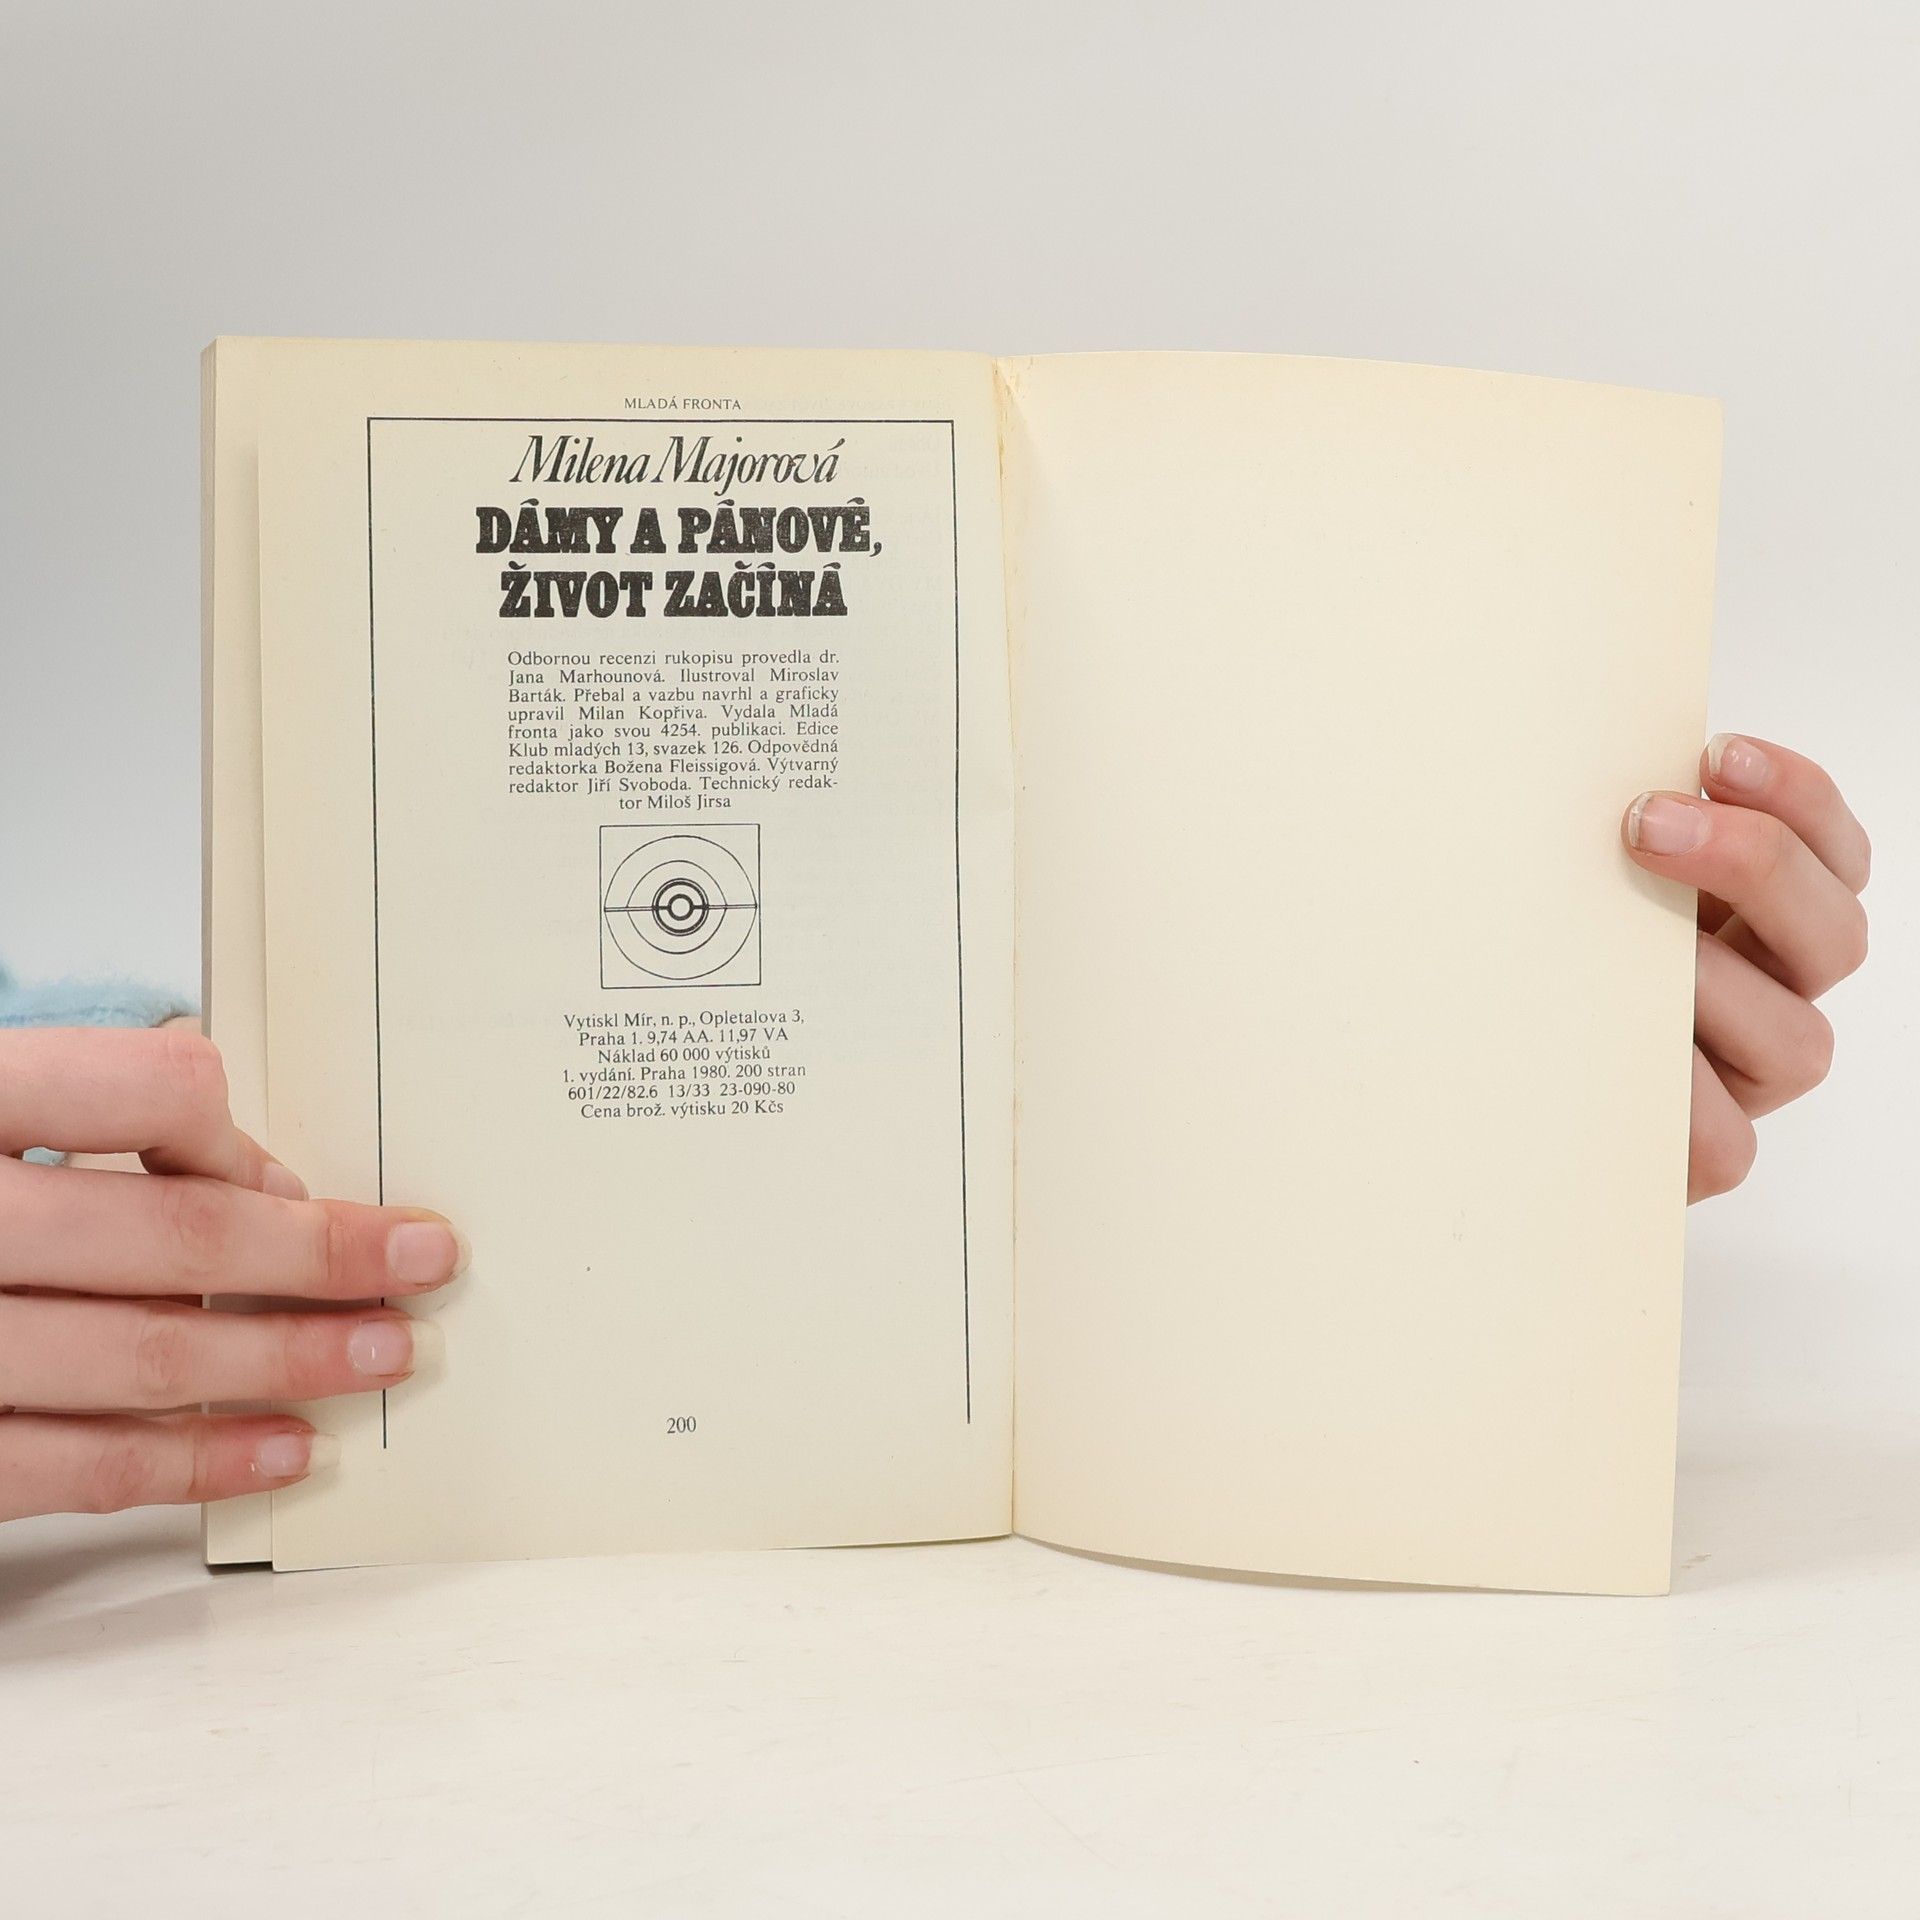 MLADÁ FRONTA
Milena Majorová
DÁMY A PÁNOVÉ,
ŽIVOT ZAČÍNÁ
Odbornou recenzi rukopisu provedla dr.
Jana Marhounová. Ilustroval Miroslav
Barták. Přebal a vazbu navrhl a graficky
upravil Milan Kopřiva. Vydala Mladá
fronta jako svou 4254. publikaci. Edice
Klub mladých 13, svazek 126. Odpovědná
redaktorka Božena Fleissigová. Výtvarný
redaktor Jiří Svoboda. Technický redak-
tor Miloš Jirsa
Vytiskl Mír, n. p., Opletalova 3,
Praha 1. 9,74 AA. 11,97 VA
Náklad 60 000 výtisků
1. vydání. Praha 1980. 200 stran
601/22/82.6 13/33 23-090-80
Cena brož. výtisku 20 Kčs
200